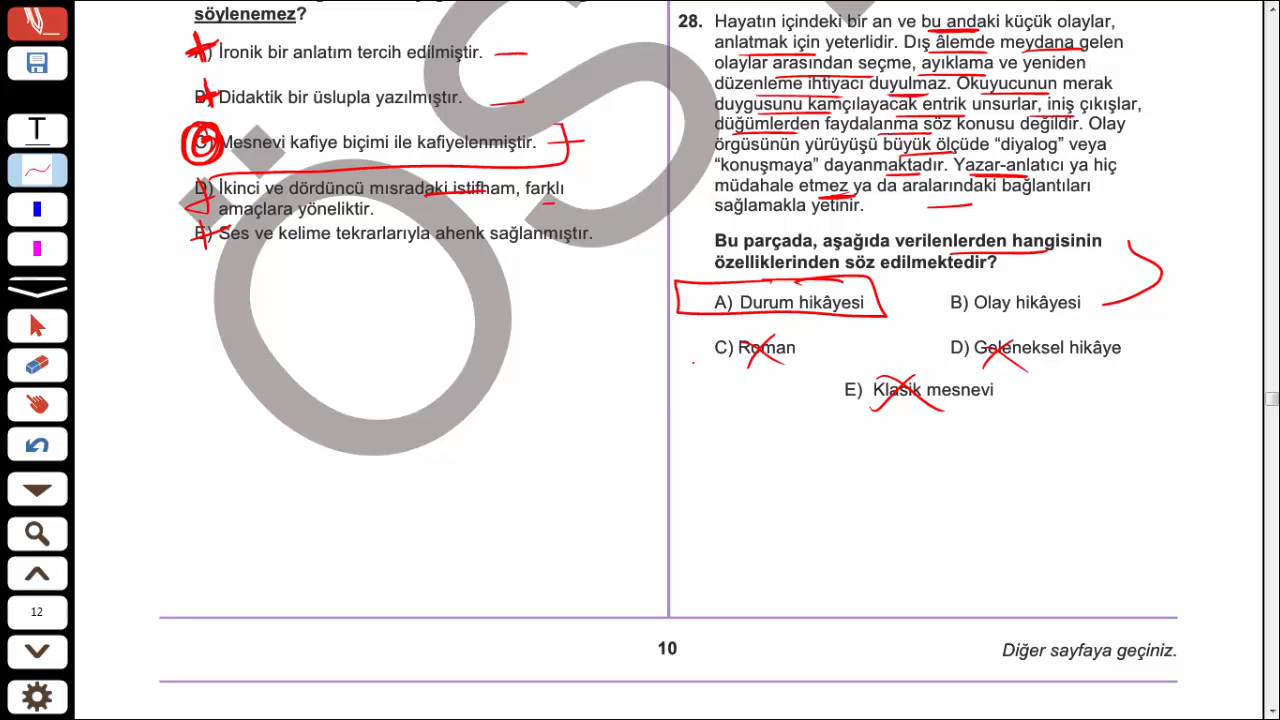 söylenemez?
A) İronik bir anlatım tercih edilmiştir.
B) Didaktik bir üslupla yazılmıştır.
C) Mesnevi kafiye biçimi ile kafiyelenmiştir.
D) İkinci ve dördüncü mısradaki istifham, farklı
amaçlara yöneliktir.
E) Ses ve kelime tekrarlarıyla ahenk sağlanmıştır.
28. Hayatın içindeki bir an ve bu andaki küçük olaylar,
anlatmak için yeterlidir. Dış âlemde meydana gelen
olaylar arasından seçme, ayıklama ve yeniden
düzenleme ihtiyacı duyulmaz. Okuyucunun merak
duygusunu kamçılayacak entrik unsurlar, iniş çıkışlar,
düğümlerden faydalanma söz konusu değildir. Olay
örgüsünün yürüyüşü büyük ölçüde “diyalog” veya
“konuşmaya” dayanmaktadır. Yazar-anlatıcı ya hiç
müdahale etmez ya da aralarındaki bağlantıları
sağlamakla yetinir.
Bu parçada, aşağıda verilenlerden hangisinin
özelliklerinden söz edilmektedir?
A) Durum hikâyesi
B) Olay hikâyesi
C) Roman
D) Geleneksel hikâye
E) Klasik mesnevi
10
Diğer sayfaya geçiniz.
T
12